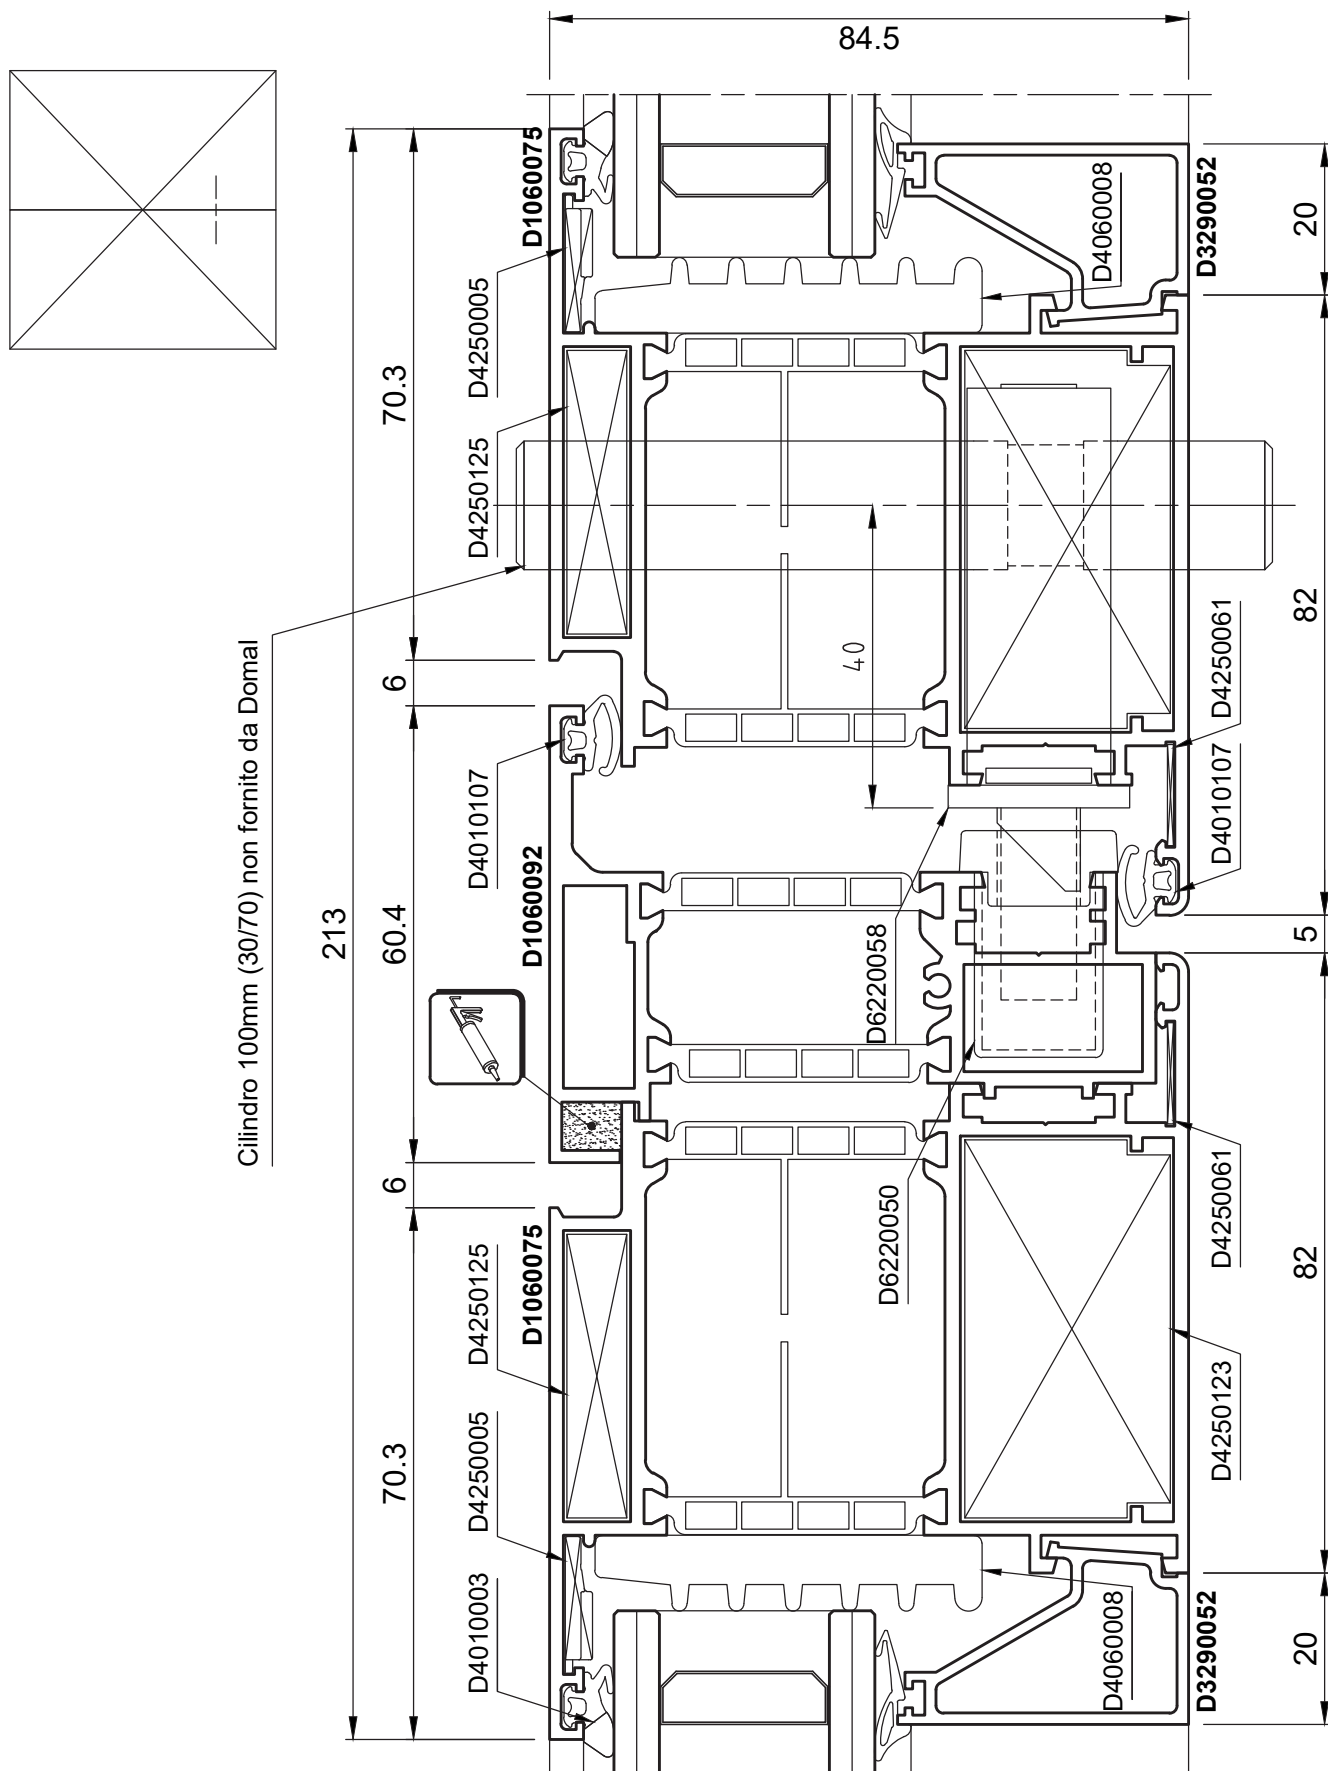 84.5
D1060075
D4250005
D4250125
70.3
6
D4010107
D1060092
60.4
213
Cilindro 100mm (30/70) non fornito da Domal
6
D1060075
D4250125
D4250005
D4010003
70.3
D4060008
D3290052
20
40
82
D4250061
D4010107
5
D6220058
D6220050
D4250061
82
D4250123
D4060008
D3290052
20